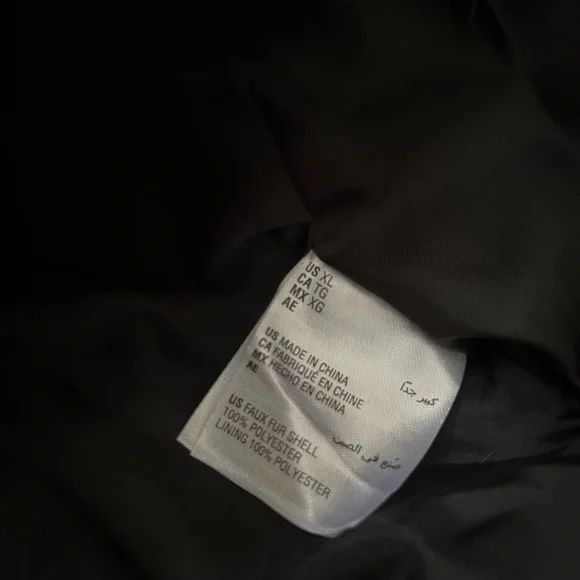 US XL
CA TG
MX XG
AE كبير جدًا
US MADE IN CHINA
CA FABRIQUÉ EN CHINE
MX HECHO EN CHINA
AE صنع في الصين
US FAUX FUR SHELL
100% POLYESTER
LINING 100% POLYESTER